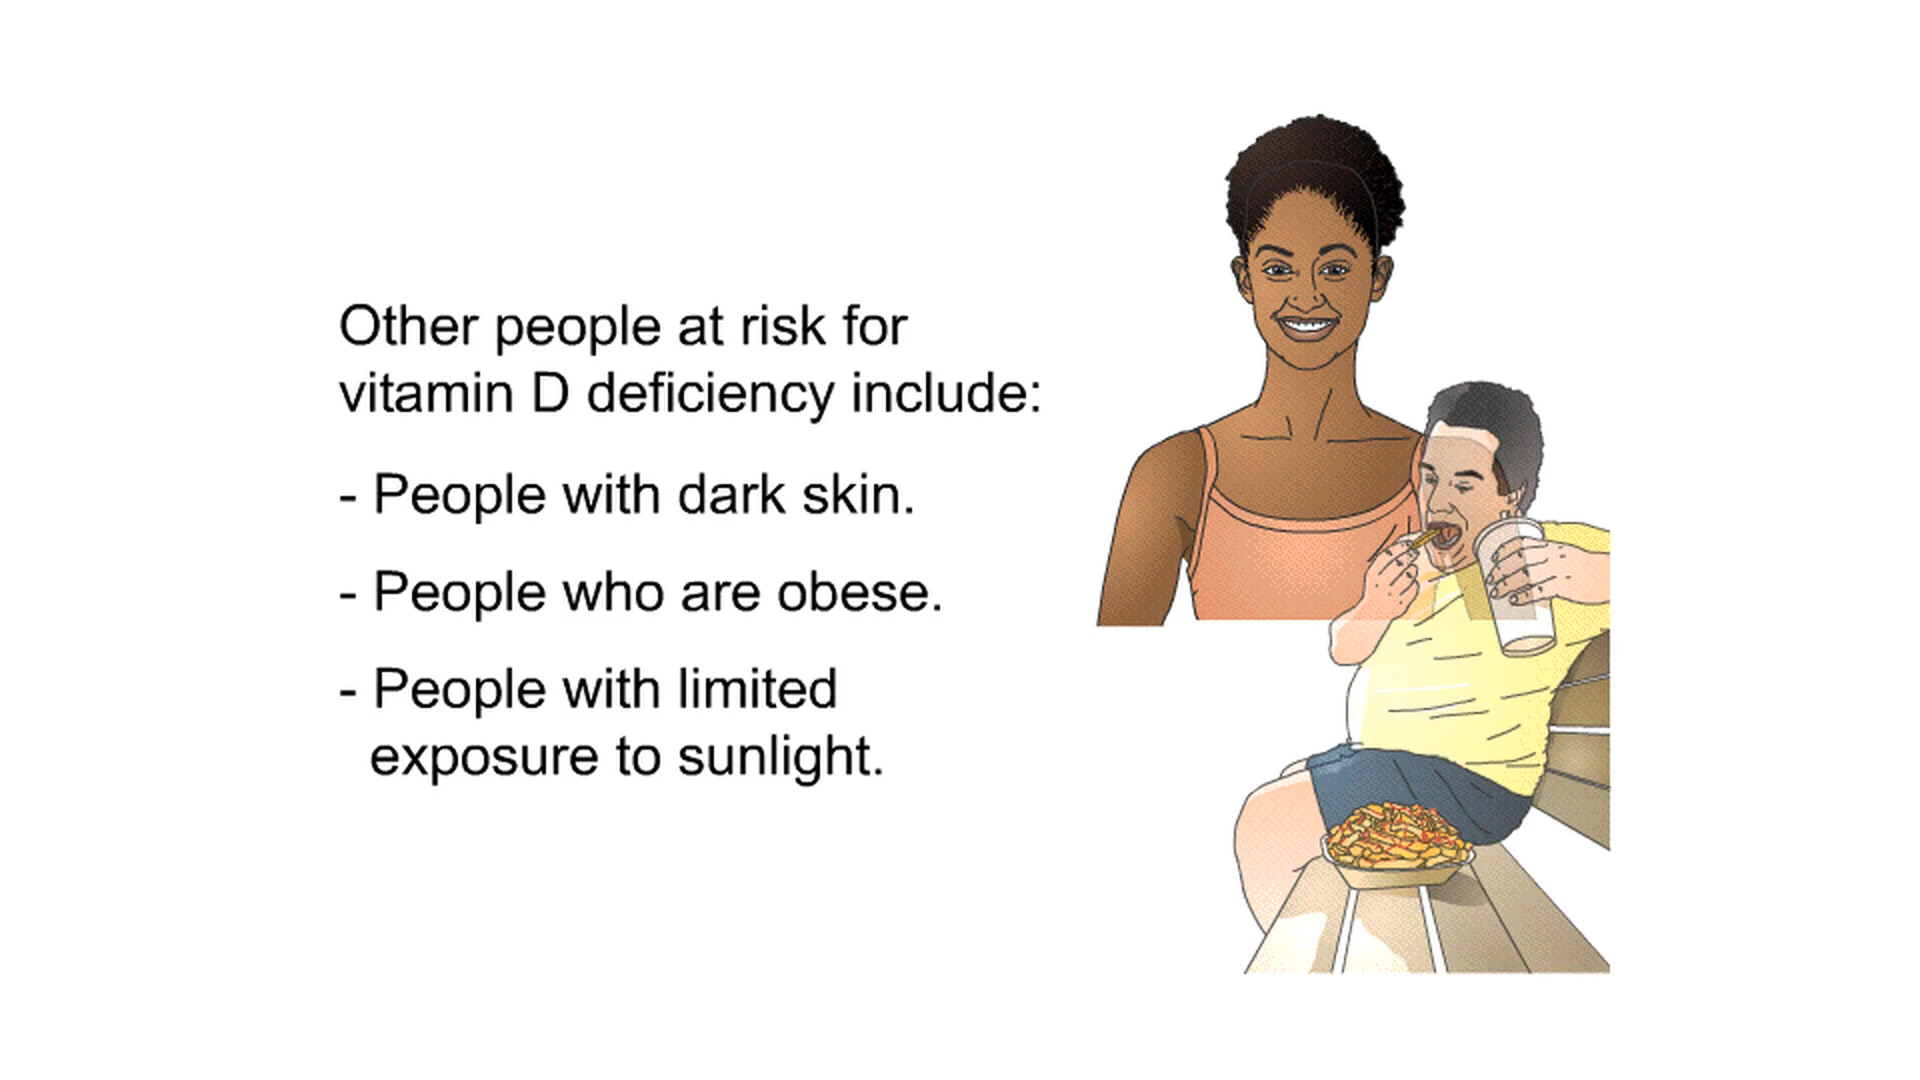 Other people at risk for
vitamin D deficiency include:
- People with dark skin.
- People who are obese.
- People with limited
exposure to sunlight.